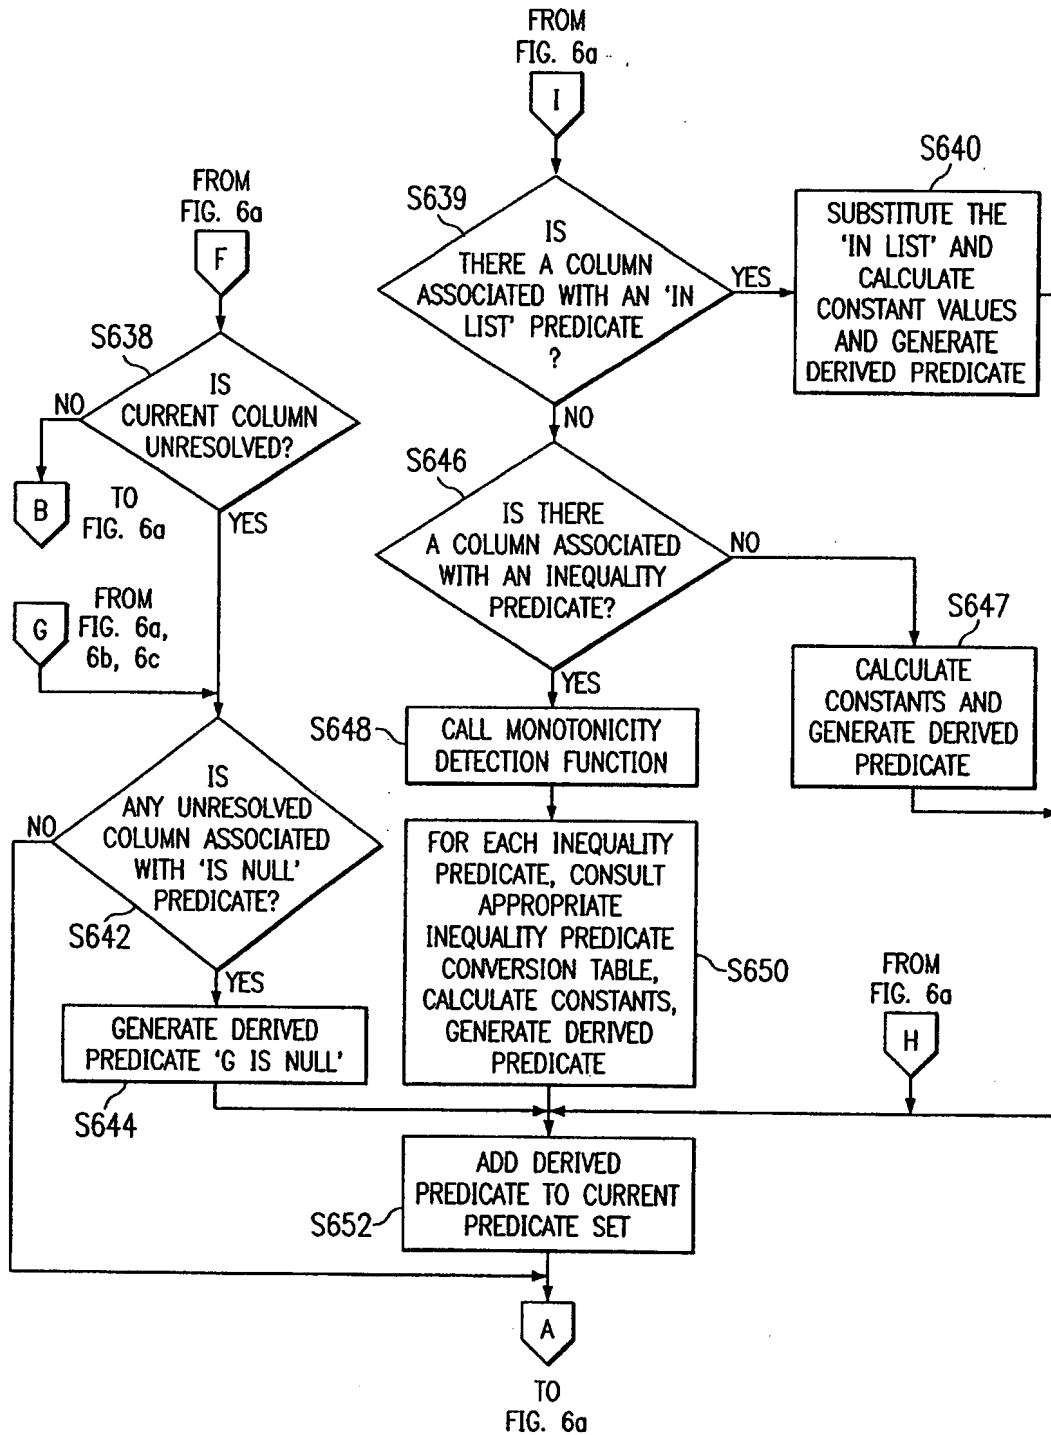 FROM
FIG. 6a
I
S639
IS
THERE A COLUMN
ASSOCIATED WITH AN 'IN
LIST' PREDICATE
?
YES
NO
S640
SUBSTITUTE THE
'IN LIST' AND
CALCULATE
CONSTANT VALUES
AND GENERATE
DERIVED PREDICATE
FROM
FIG. 6a
F
S638
IS
CURRENT COLUMN
UNRESOLVED?
NO
YES
B
TO
FIG. 6a
G
FROM
FIG. 6a,
6b, 6c
S646
IS THERE
A COLUMN ASSOCIATED
WITH AN INEQUALITY
PREDICATE?
NO
YES
S647
CALCULATE
CONSTANTS AND
GENERATE DERIVED
PREDICATE
S648
CALL MONOTONICITY
DETECTION FUNCTION
IS
ANY UNRESOLVED
COLUMN ASSOCIATED
WITH 'IS NULL'
PREDICATE?
NO
S642
YES
FOR EACH INEQUALITY
PREDICATE, CONSULT
APPROPRIATE
INEQUALITY PREDICATE
CONVERSION TABLE,
CALCULATE CONSTANTS,
GENERATE DERIVED
PREDICATE
S650
GENERATE DERIVED
PREDICATE 'G IS NULL'
S644
FROM
FIG. 6a
H
ADD DERIVED
PREDICATE TO CURRENT
PREDICATE SET
S652
A
TO
FIG. 6a